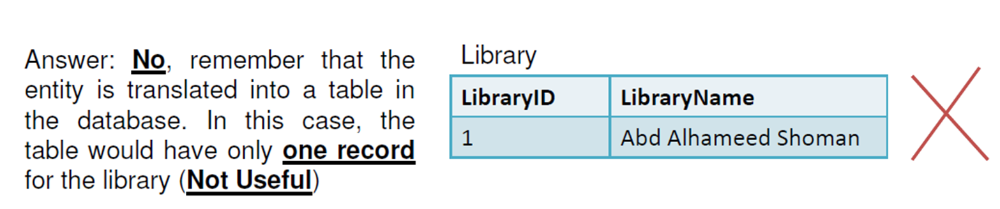 Answer: No, remember that the
entity is translated into a table in
the database. In this case, the
table would have only one record
for the library (Not Useful)
Library
LibraryID LibraryName
1 Abd Alhameed Shoman